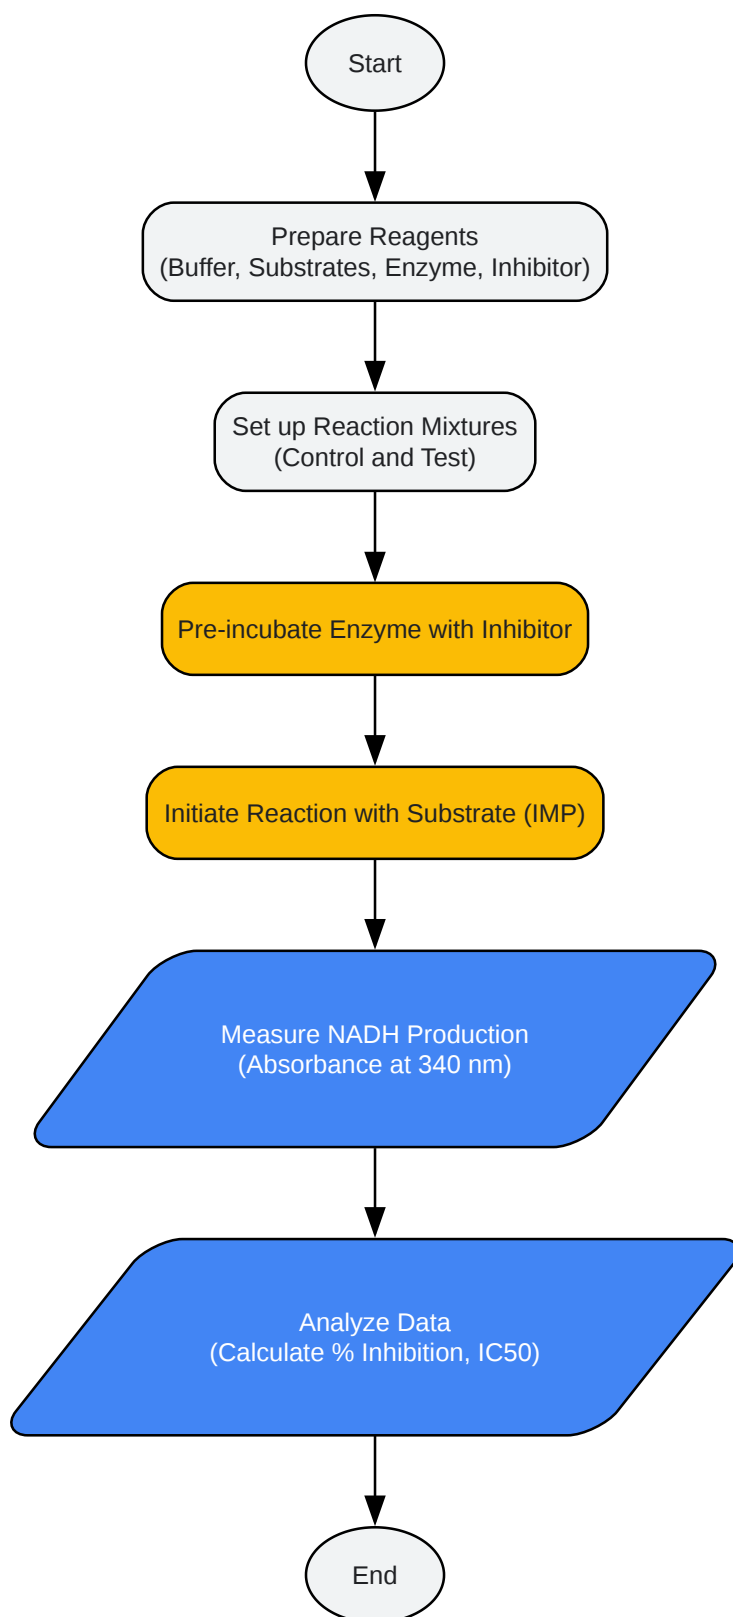 Start
Prepare Reagents
(Buffer, Substrates, Enzyme, Inhibitor)
Set up Reaction Mixtures
(Control and Test)
Pre-incubate Enzyme with Inhibitor
Initiate Reaction with Substrate (IMP)
Measure NADH Production
(Absorbance at 340 nm)
Analyze Data
(Calculate % Inhibition, IC50)
End